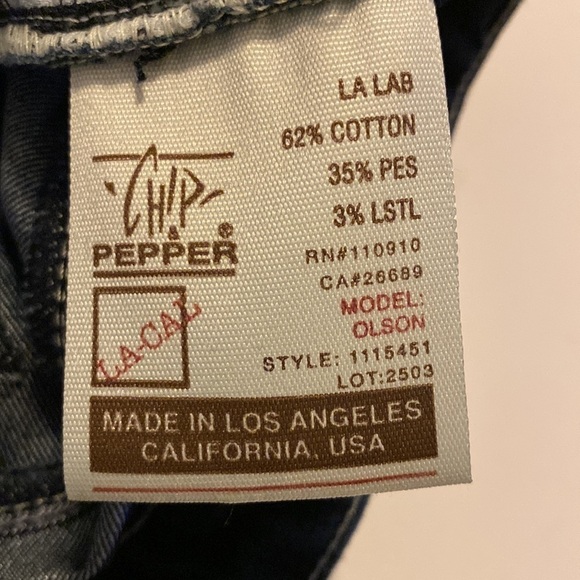 LA LAB
62% COTTON
35% PES
3% LSTL
CHIP
&
PEPPER®
RN#110910
CA#26689
MODEL:
OLSON
STYLE: 1115451
LOT:2503
LA-CAL
MADE IN LOS ANGELES
CALIFORNIA, USA